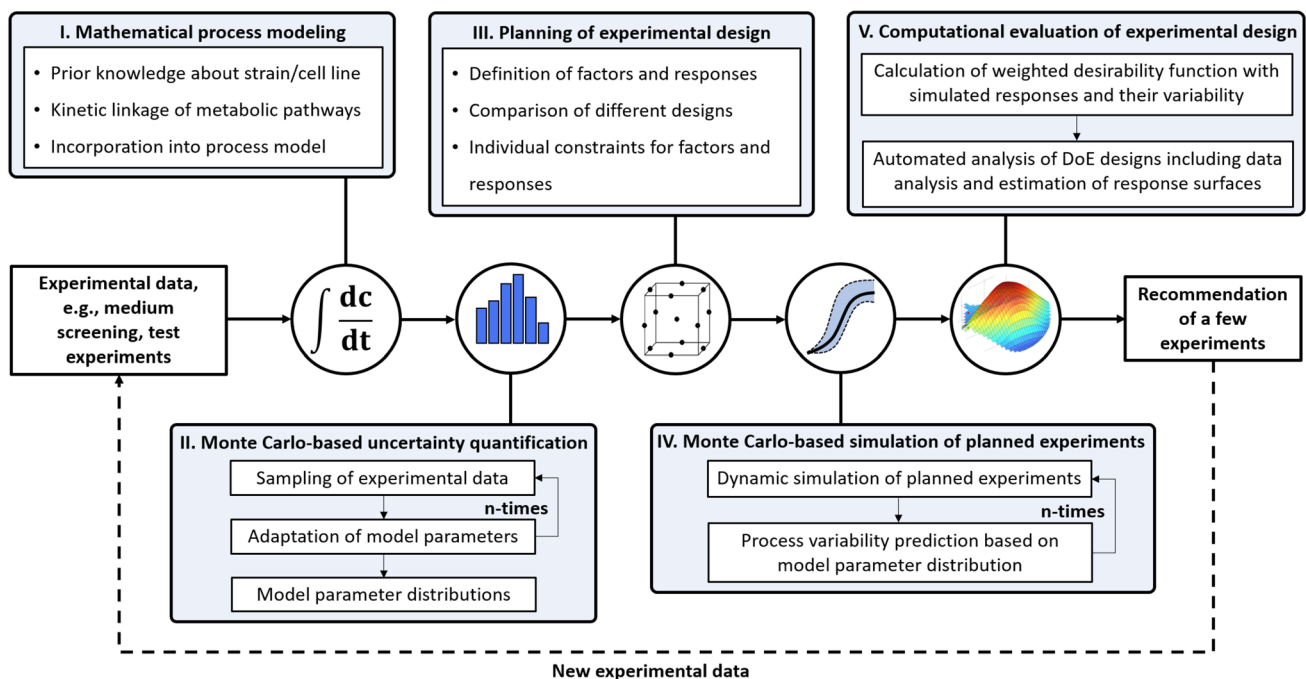 I. Mathematical process modeling
• Prior knowledge about strain/cell line
• Kinetic linkage of metabolic pathways
• Incorporation into process model
III. Planning of experimental design
• Definition of factors and responses
• Comparison of different designs
• Individual constraints for factors and
responses
V. Computational evaluation of experimental design
Calculation of weighted desirability function with
simulated responses and their variability
Automated analysis of DoE designs including data
analysis and estimation of response surfaces
Experimental data,
e.g., medium
screening, test
experiments
∫ dc
dt
Recommendation
of a few
experiments
II. Monte Carlo-based uncertainty quantification
Sampling of experimental data
n-times
Adaptation of model parameters
Model parameter distributions
IV. Monte Carlo-based simulation of planned experiments
Dynamic simulation of planned experiments
n-times
Process variability prediction based on
model parameter distribution
New experimental data